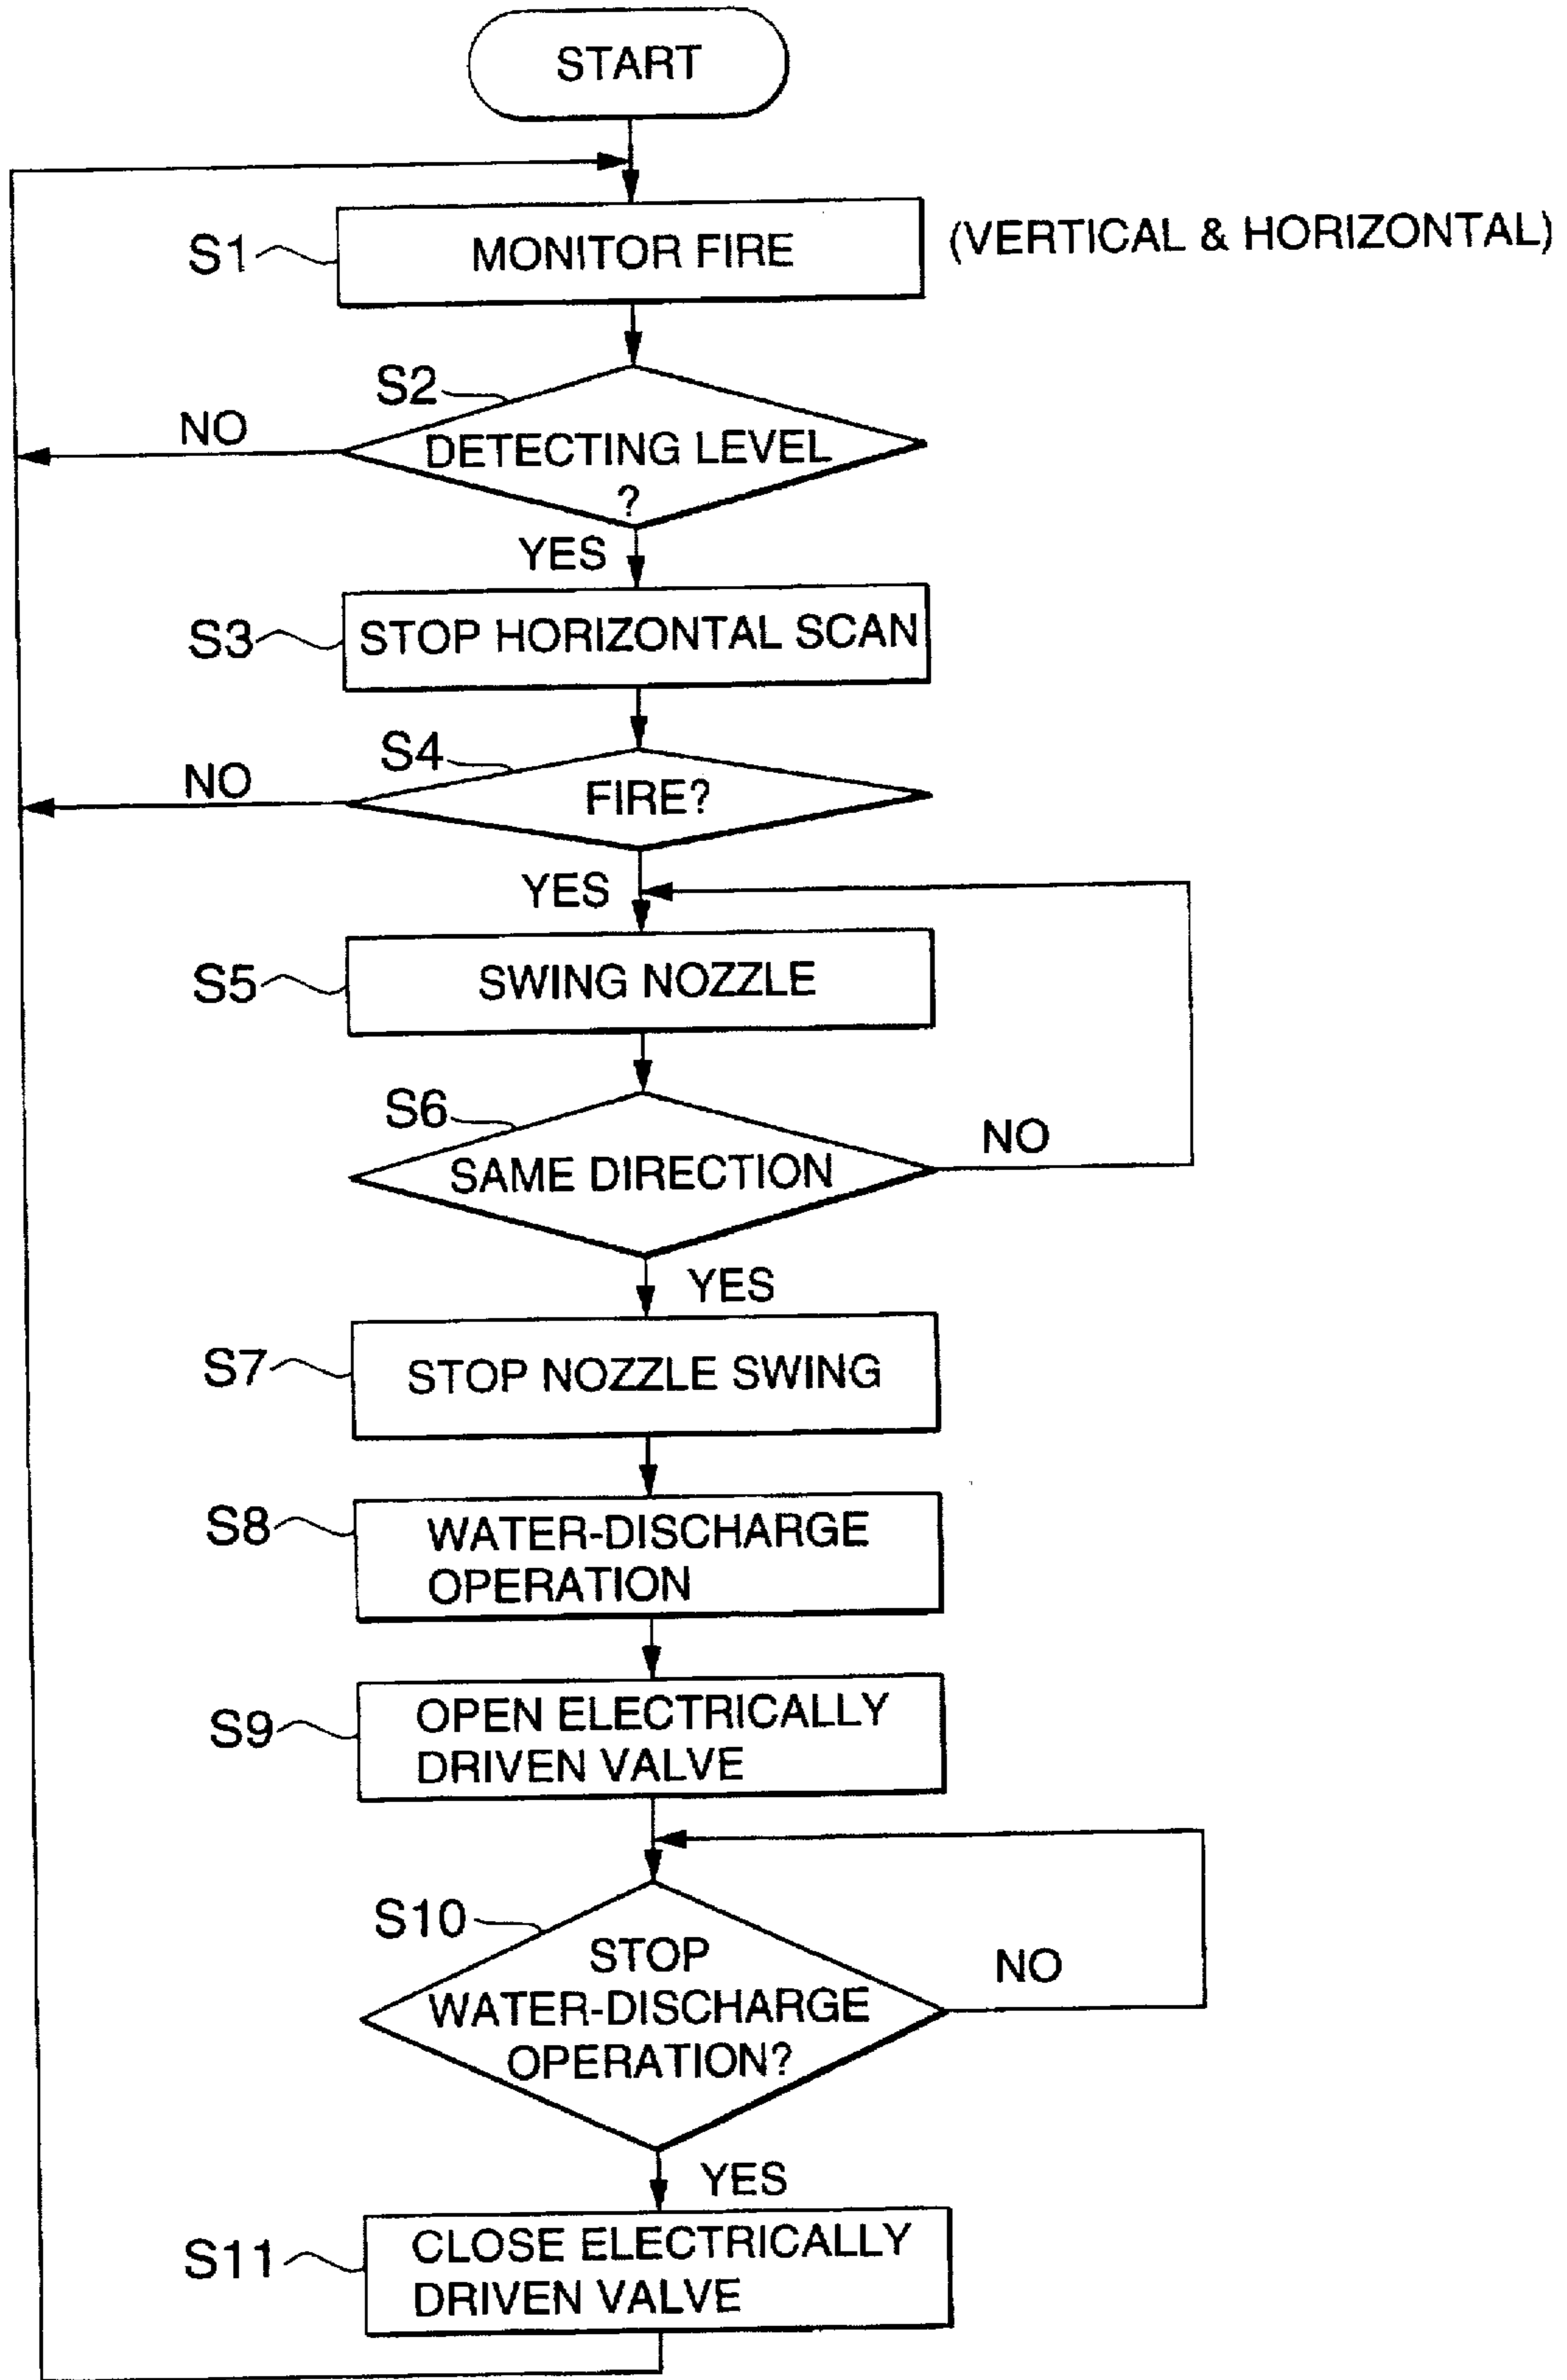 START
S1
MONITOR FIRE
(VERTICAL & HORIZONTAL)
S2
NO
DETECTING LEVEL
?
YES
S3
STOP HORIZONTAL SCAN
S4
NO
FIRE?
YES
S5
SWING NOZZLE
S6
SAME DIRECTION
NO
YES
S7
STOP NOZZLE SWING
S8
WATER-DISCHARGE
OPERATION
S9
OPEN ELECTRICALLY
DRIVEN VALVE
S10
STOP
WATER-DISCHARGE
OPERATION?
NO
YES
S11
CLOSE ELECTRICALLY
DRIVEN VALVE